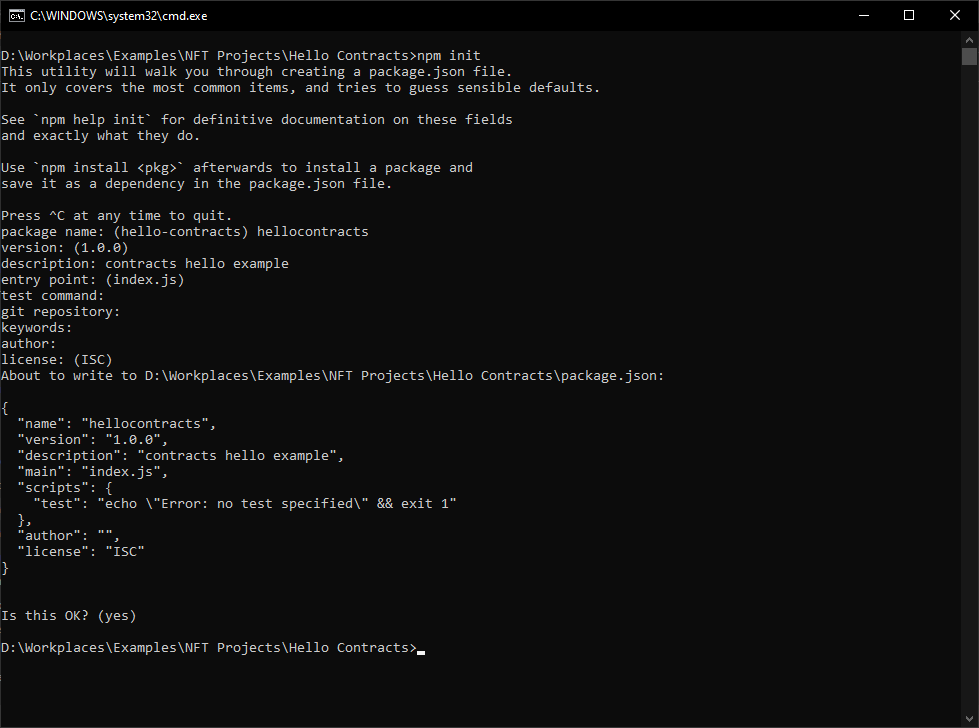 C:\WINDOWS\system32\cmd.exe
D:\Workplaces\Examples\NFT Projects\Hello Contracts>npm init
This utility will walk you through creating a package.json file.
It only covers the most common items, and tries to guess sensible defaults.
See `npm help init` for definitive documentation on these fields
and exactly what they do.
Use `npm install <pkg>` afterwards to install a package and
save it as a dependency in the package.json file.
Press ^C at any time to quit.
package name: (hello-contracts) hellocontracts
version: (1.0.0)
description: contracts hello example
entry point: (index.js)
test command:
git repository:
keywords:
author:
license: (ISC)
About to write to D:\Workplaces\Examples\NFT Projects\Hello Contracts\package.json:
{
  "name": "hellocontracts",
  "version": "1.0.0",
  "description": "contracts hello example",
  "main": "index.js",
  "scripts": {
    "test": "echo \"Error: no test specified\" && exit 1"
  },
  "author": "",
  "license": "ISC"
}
Is this OK? (yes)
D:\Workplaces\Examples\NFT Projects\Hello Contracts>